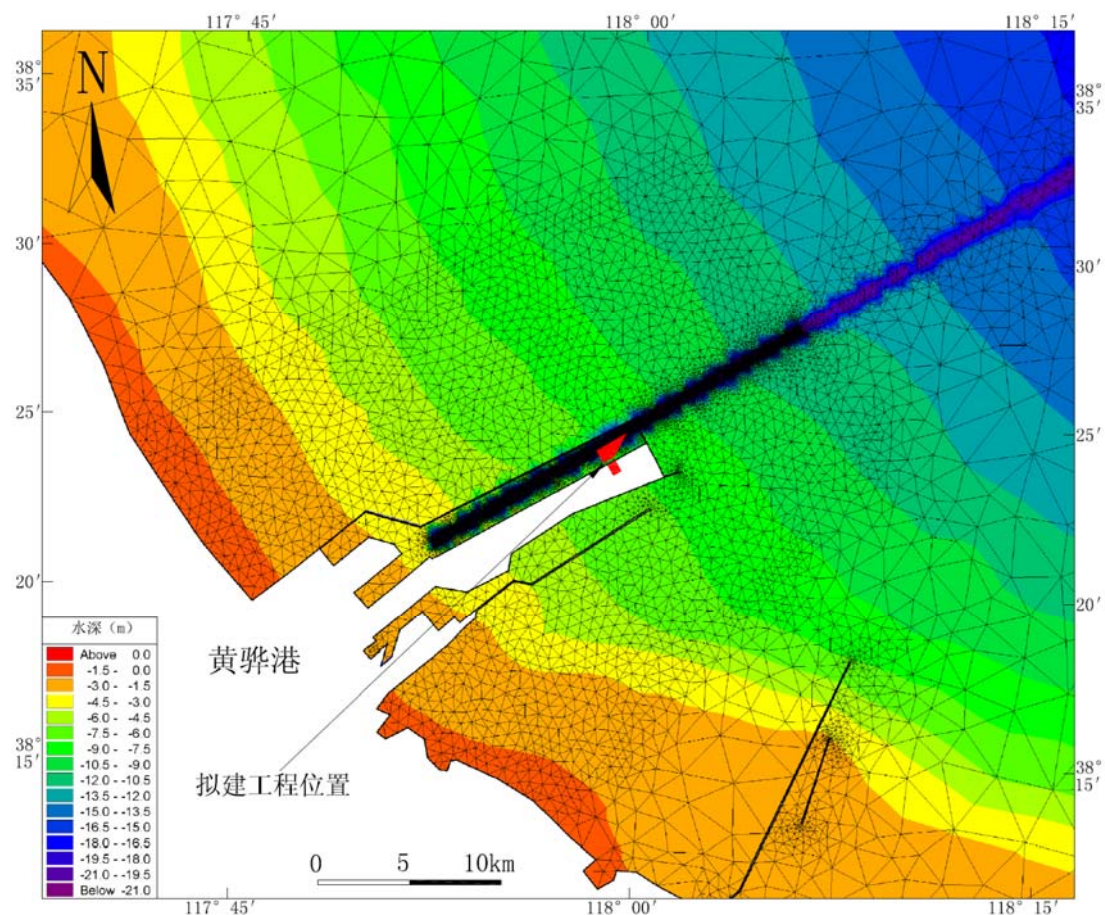 117° 45′
118° 00′
118° 15′
38°
35′
38°
35′
N
30′
30′
25′
25′
20′
20′
水深（m）
Above 0.0
-1.5 - 0.0
-3.0 - -1.5
-4.5 - -3.0
-6.0 - -4.5
-7.5 - -6.0
-9.0 - -7.5
-10.5 - -9.0
-12.0 - -10.5
-13.5 - -12.0
-15.0 - -13.5
-16.5 - -15.0
-18.0 - -16.5
-19.5 - -18.0
-21.0 - -19.5
Below -21.0
黄骅港
38°
15′
38°
15′
拟建工程位置
0 5 10km
117° 45′
118° 00′
118° 15′